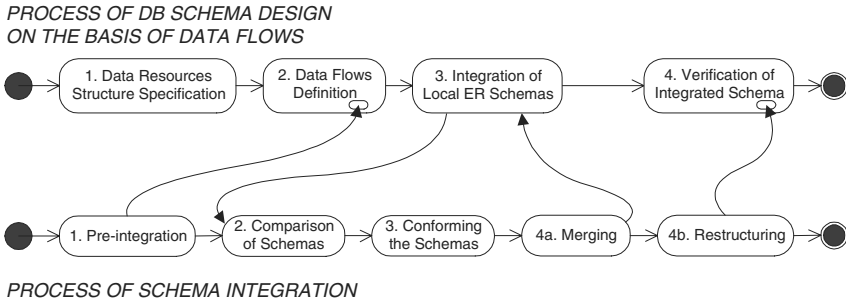 PROCESS OF DB SCHEMA DESIGN
ON THE BASIS OF DATA FLOWS
1. Data Resources
Structure Specification
2. Data Flows
Definition
3. Integration of
Local ER Schemas
4. Verification of
Integrated Schema
1. Pre-integration
2. Comparison
of Schemas
3. Conforming
the Schemas
4a. Merging
4b. Restructuring
PROCESS OF SCHEMA INTEGRATION